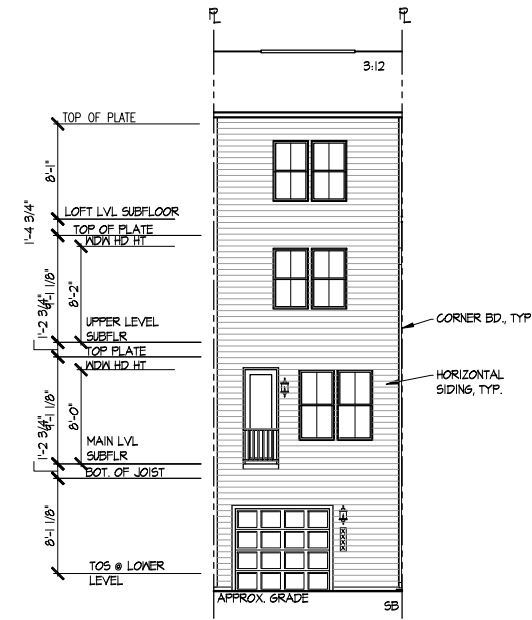 PL
PL
3:12
TOP OF PLATE
8'-1"
LOFT LVL SUBFLOOR
1'-4 3/4"
TOP OF PLATE
WDW HD HT
9'-1 1/8"
8'-2"
UPPER LEVEL
SUBFLR
1'-2 3/4"
CORNER BD., TYP
TOP PLATE
WDW HD HT
HORIZONTAL
SIDING, TYP.
9'-1 1/8"
8'-0"
1'-2 3/4"
MAIN LVL
SUBFLR
BOT. OF JOIST
8'-1 1/8"
TOS @ LOWER
LEVEL
APPROX. GRADE
SB